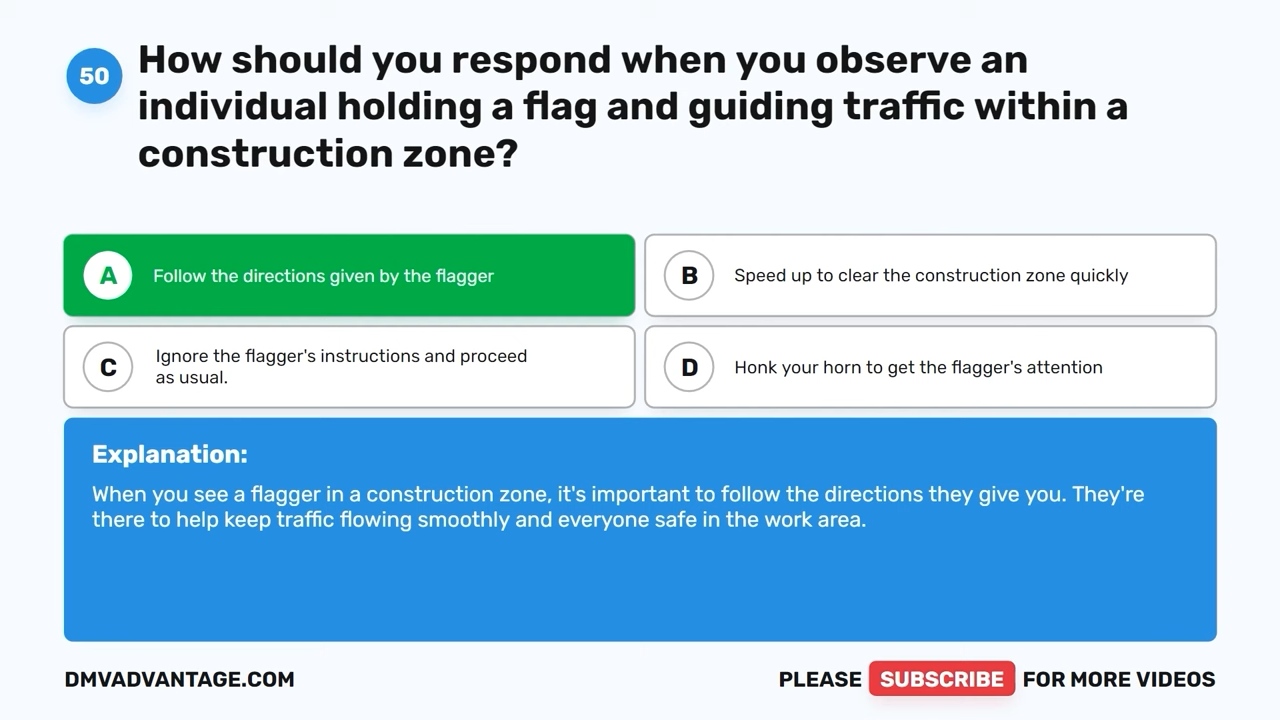 50
How should you respond when you observe an
individual holding a flag and guiding traffic within a
construction zone?
A
Follow the directions given by the flagger
B
Speed up to clear the construction zone quickly
C
Ignore the flagger's instructions and proceed
as usual.
D
Honk your horn to get the flagger's attention
Explanation:
When you see a flagger in a construction zone, it's important to follow the directions they give you. They're
there to help keep traffic flowing smoothly and everyone safe in the work area.
DMVADVANTAGE.COM
PLEASE SUBSCRIBE FOR MORE VIDEOS